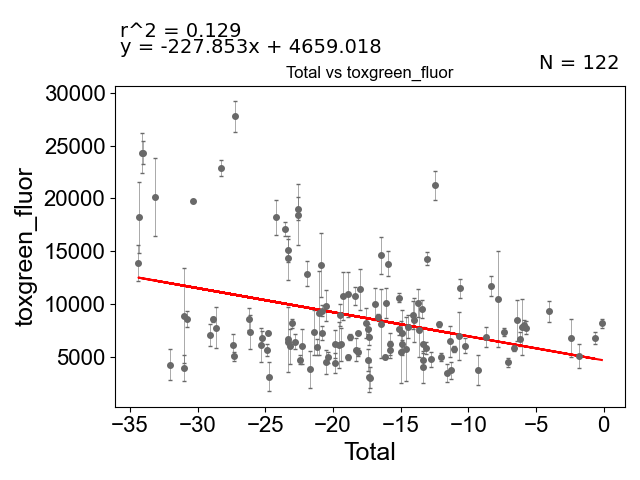 r^2 = 0.129
y = -227.853x + 4659.018
N = 122
Total vs toxgreen_fluor
30000
25000
20000
15000
10000
5000
toxgreen_fluor
−35 −30 −25 −20 −15 −10 −5 0
Total